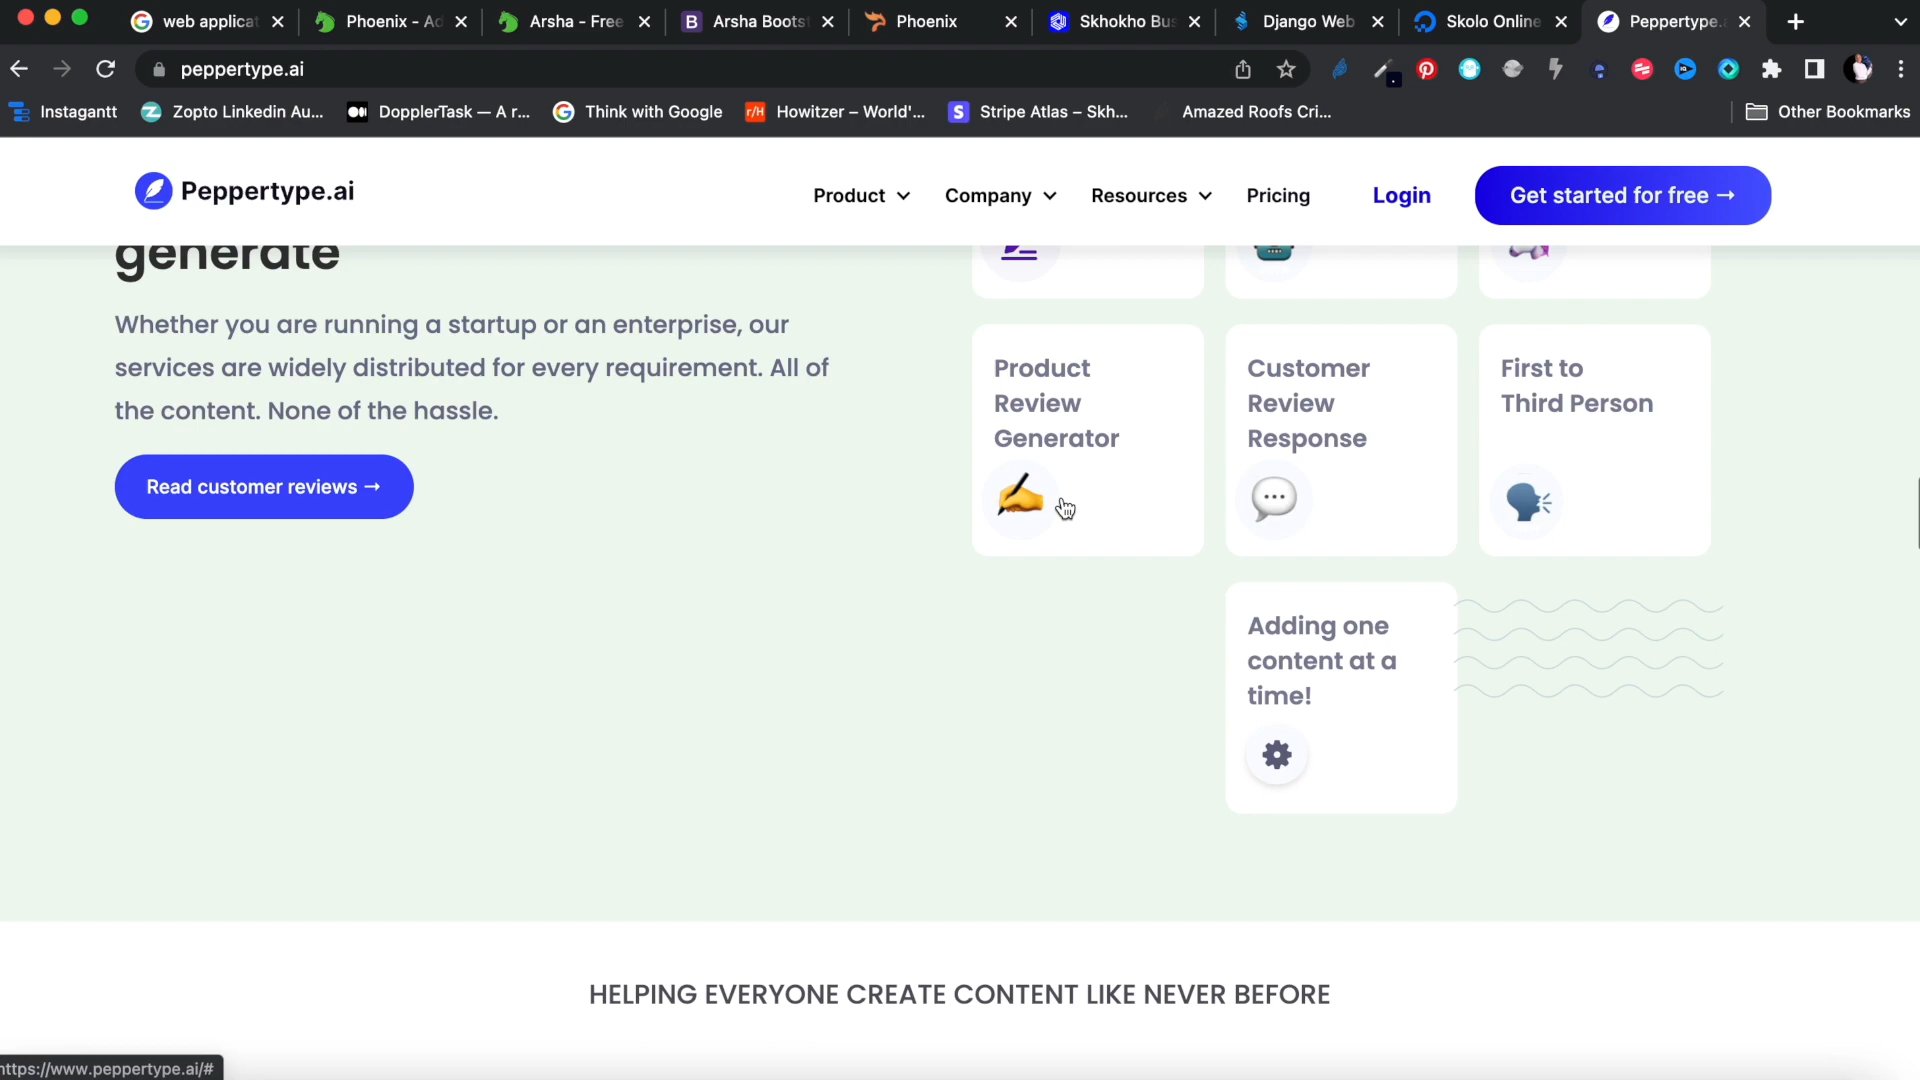 web applicat
Phoenix - Ad
Arsha - Free
Arsha Boots
Phoenix
Skhokho Bus
Django Web
Skolo Online
Peppertype.
peppertype.ai
Instagantt
Zopto Linkedin Au...
DopplerTask — A r...
Think with Google
r/H
Howitzer – World'...
Stripe Atlas – Skh...
Amazed Roofs Cri...
Other Bookmarks
Peppertype.ai
Product
Company
Resources
Pricing
Login
Get started for free →
generate
Whether you are running a startup or an enterprise, our
services are widely distributed for every requirement. All of
the content. None of the hassle.
Read customer reviews →
Product
Review
Generator
Customer
Review
Response
First to
Third Person
Adding one
content at a
time!
HELPING EVERYONE CREATE CONTENT LIKE NEVER BEFORE
https://www.peppertype.ai/#